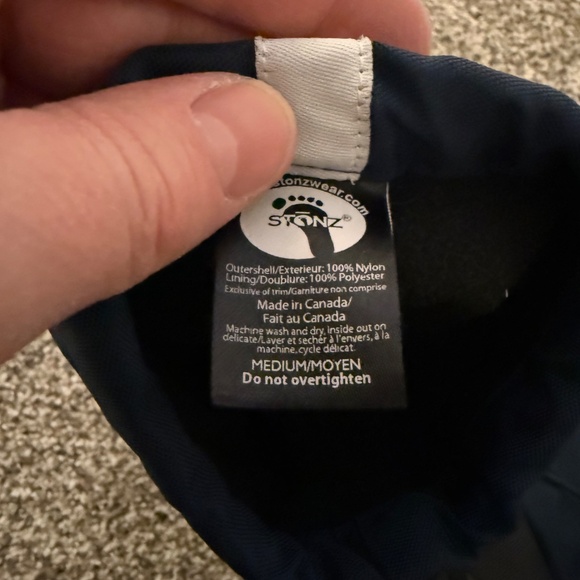 stonzwear.com
STŌNZ®
Outershell/Exterieur: 100% Nylon
Lining/Doublure: 100% Polyester
Exclusive of trim/Garniture non comprise
Made in Canada/
Fait au Canada
Machine wash and dry, inside out on
delicate/Laver et secher à l'envers, à la
machine, cycle délicat.
MEDIUM/MOYEN
Do not overtighten